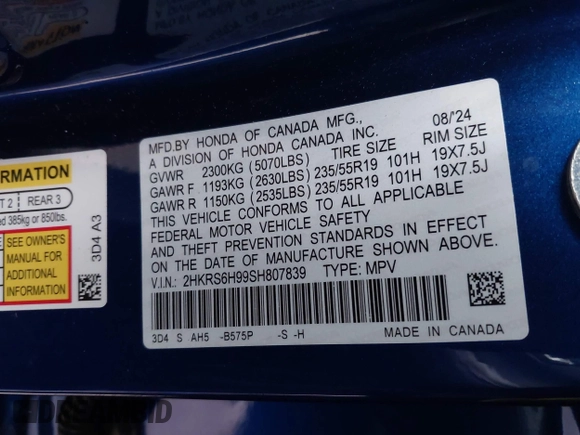 MFD.BY HONDA OF CANADA MFG., 08/'24
A DIVISION OF HONDA CANADA INC.
GVWR 2300KG (5070LBS) TIRE SIZE RIM SIZE
GAWR F 1193KG (2630LBS) 235/55R19 101H 19X7.5J
GAWR R 1150KG (2535LBS) 235/55R19 101H 19X7.5J
THIS VEHICLE CONFORMS TO ALL APPLICABLE
FEDERAL MOTOR VEHICLE SAFETY
AND THEFT PREVENTION STANDARDS IN EFFECT
ON THE DATE OF MANUFACTURE SHOWN ABOVE.
V.I.N.: 2HKRS6H99SH807839 TYPE: MPV
3D4 S AH5 -B575P -S -H MADE IN CANADA
REAR 3
385kg or 850lbs.
SEE OWNER'S
MANUAL FOR
ADDITIONAL
INFORMATION
3D4 A3